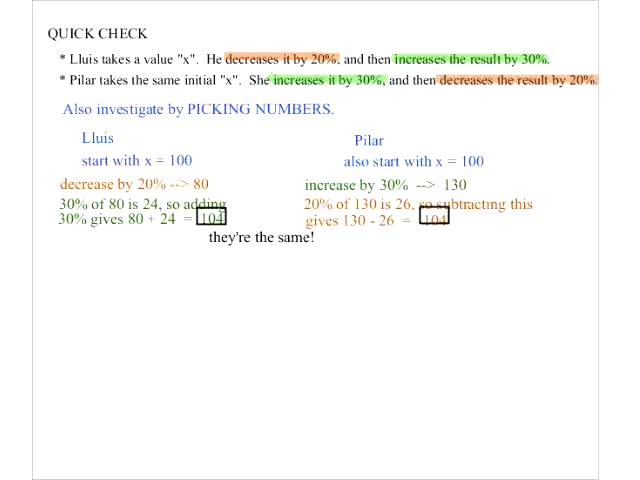 QUICK CHECK
* Lluis takes a value "x". He decreases it by 20%, and then increases the result by 30%.
* Pilar takes the same initial "x". She increases it by 30%, and then decreases the result by 20%.
Also investigate by PICKING NUMBERS.
Lluis
start with x = 100
decrease by 20% --> 80
30% of 80 is 24, so adding
30% gives 80 + 24 = 104
Pilar
also start with x = 100
increase by 30% --> 130
20% of 130 is 26, so subtracting this
gives 130 - 26 = 104
they're the same!